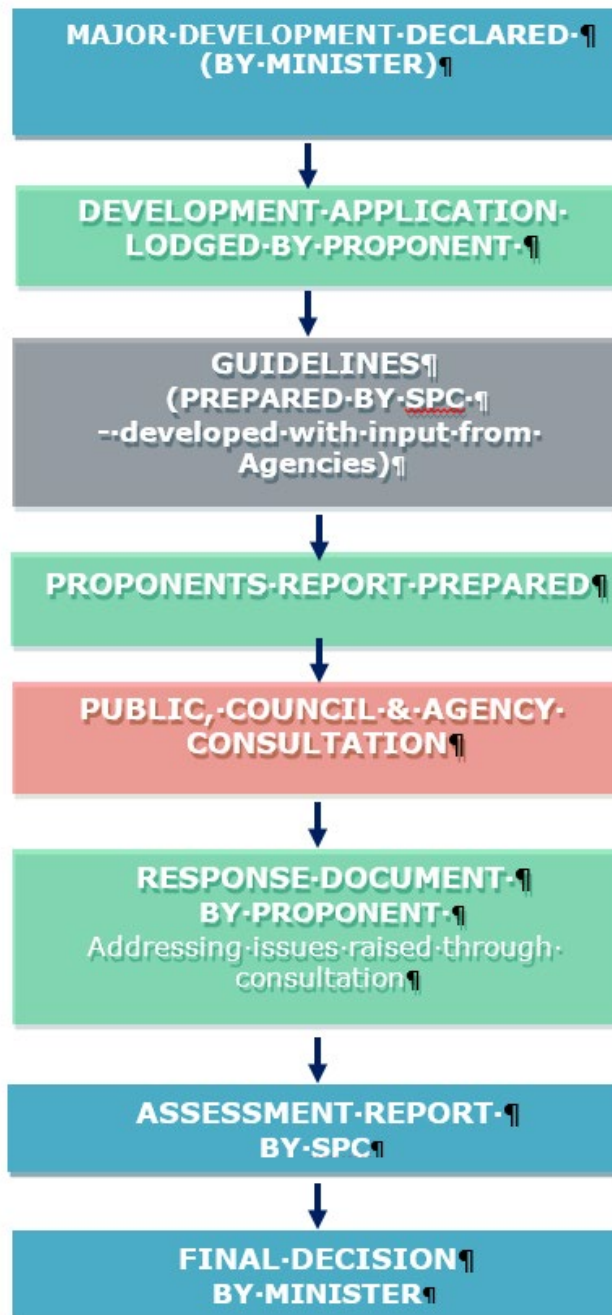 MAJOR·DEVELOPMENT·DECLARED·¶
(BY·MINISTER)¶
DEVELOPMENT·APPLICATION·
LODGED·BY·PROPONENT·¶
GUIDELINES¶
(PREPARED·BY·SPC·¶
–·developed·with·input·from·
Agencies)¶
PROPONENTS·REPORT·PREPARED¶
PUBLIC,·COUNCIL·&·AGENCY·
CONSULTATION¶
RESPONSE·DOCUMENT·¶
BY·PROPONENT·¶
Addressing·issues·raised·through·
consultation¶
ASSESSMENT·REPORT·¶
BY·SPC¶
FINAL·DECISION¶
BY·MINISTER¶